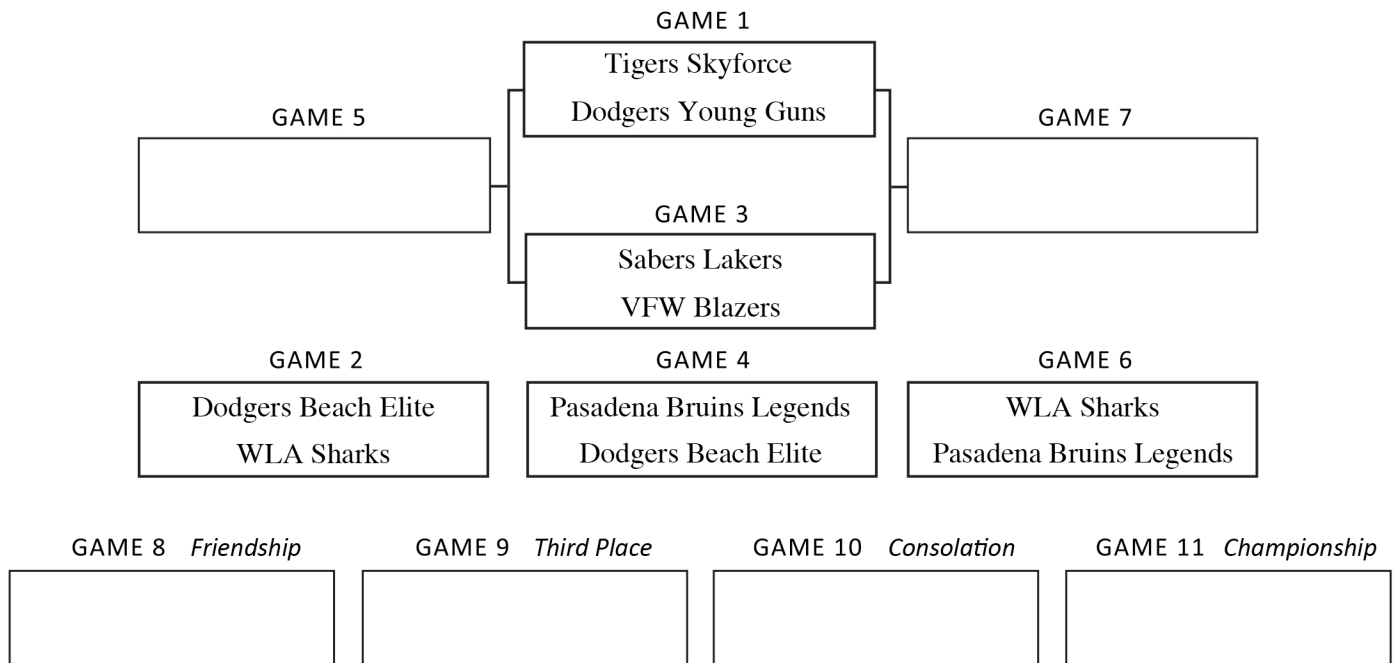 GAME 1
Tigers Skyforce
Dodgers Young Guns
GAME 5
GAME 7
GAME 3
Sabers Lakers
VFW Blazers
GAME 2
Dodgers Beach Elite
WLA Sharks
GAME 4
Pasadena Bruins Legends
Dodgers Beach Elite
GAME 6
WLA Sharks
Pasadena Bruins Legends
GAME 8 Friendship
GAME 9 Third Place
GAME 10 Consolation
GAME 11 Championship